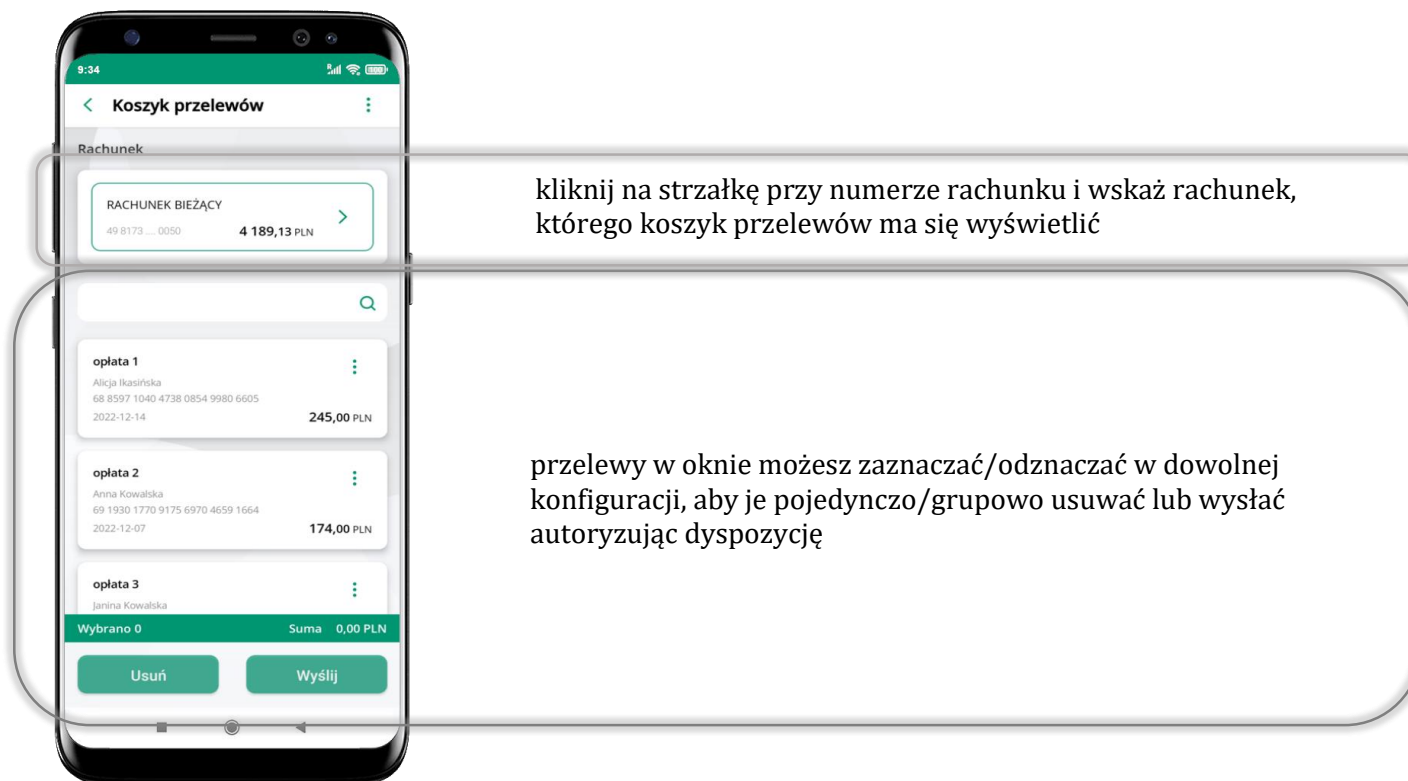 9:34
Koszyk przelewów
Rachunek
RACHUNEK BIEŻĄCY
49 8173 ... 0050 4 189,13 PLN
kliknij na strzałkę przy numerze rachunku i wskaż rachunek,
którego koszyk przelewów ma się wyświetlić
opłata 1
Alicja Ikasińska
68 8597 1040 4738 0854 9980 6605
2022-12-14 245,00 PLN
opłata 2
Anna Kowalska
69 1930 1770 9175 6970 4659 1664
2022-12-07 174,00 PLN
opłata 3
Janina Kowalska
Wybrano 0 Suma 0,00 PLN
Usuń Wyślij
przelewy w oknie możesz zaznaczać/odznaczać w dowolnej
konfiguracji, aby je pojedynczo/grupowo usuwać lub wysłać
autoryzując dyspozycję